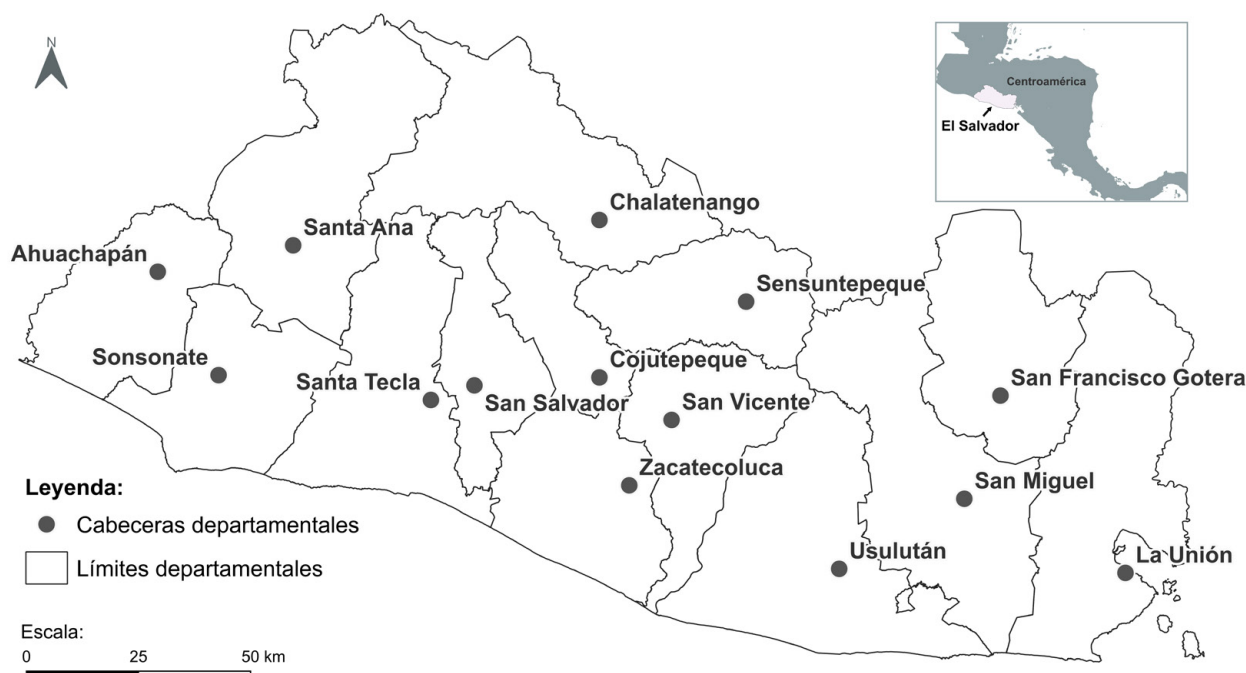 N
Centroamérica
El Salvador
Chalatenango
Santa Ana
Ahuachapán
Sensuntepeque
Sonsonate
Cojutepeque
Santa Tecla
San Salvador
San Vicente
San Francisco Gotera
Zacatecoluca
San Miguel
Usulután
La Unión
Leyenda:
Cabeceras departamentales
Límites departamentales
Escala:
0 25 50 km